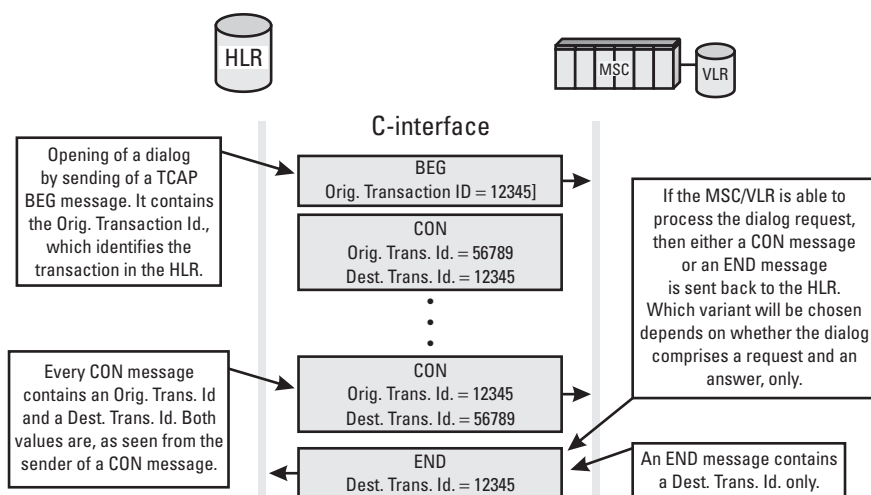 HLR
MSC
VLR
C-interface
Opening of a dialog
by sending of a TCAP
BEG message. It contains
the Orig. Transaction Id.,
which identifies the
transaction in the HLR.
BEG
Orig. Transaction ID = 12345]
CON
Orig. Trans. Id. = 56789
Dest. Trans. Id. = 12345
If the MSC/VLR is able to
process the dialog request,
then either a CON message
or an END message
is sent back to the HLR.
Which variant will be chosen
depends on whether the dialog
comprises a request and an
answer, only.
Every CON message
contains an Orig. Trans. Id
and a Dest. Trans. Id. Both
values are, as seen from the
sender of a CON message.
CON
Orig. Trans. Id. = 12345
Dest. Trans. Id. = 56789
END
Dest. Trans. Id. = 12345
An END message contains
a Dest. Trans. Id. only.